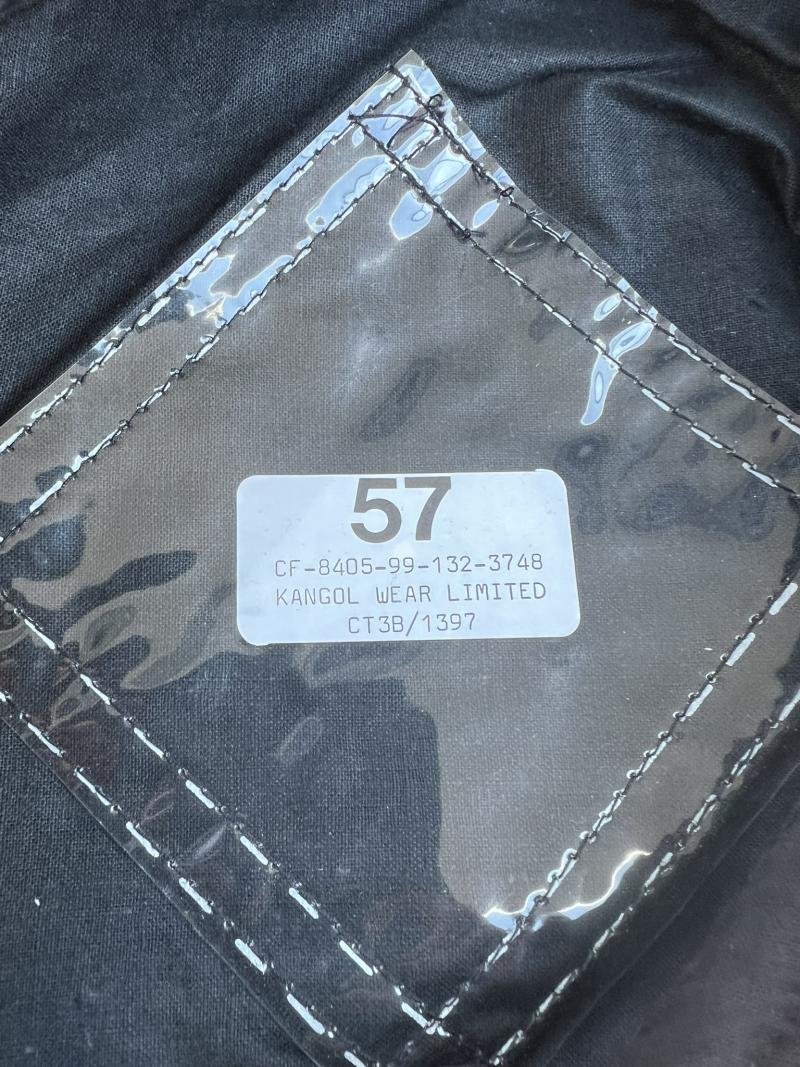 57
CF-8405-99-132-3748
KANGOL WEAR LIMITED
CT3B/1397